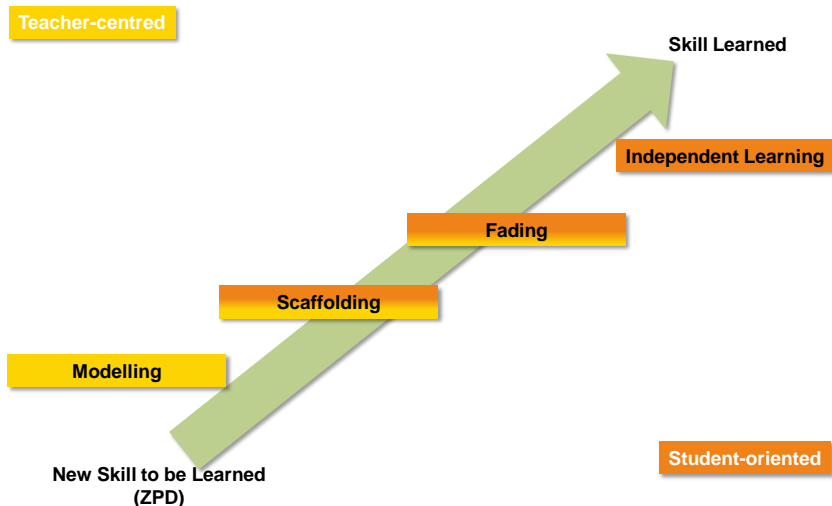 Teacher-centred
Skill Learned
Independent Learning
Fading
Scaffolding
Modelling
Student-oriented
New Skill to be Learned
(ZPD)